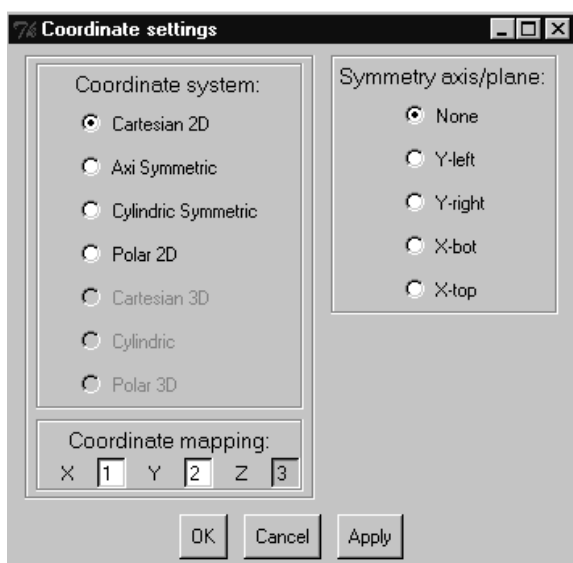 Coordinate settings
Coordinate system:
Cartesian 2D
Axi Symmetric
Cylindric Symmetric
Polar 2D
Cartesian 3D
Cylindric
Polar 3D
Coordinate mapping:
X 1 Y 2 Z 3
Symmetry axis/plane:
None
Y-left
Y-right
X-bot
X-top
OK Cancel Apply